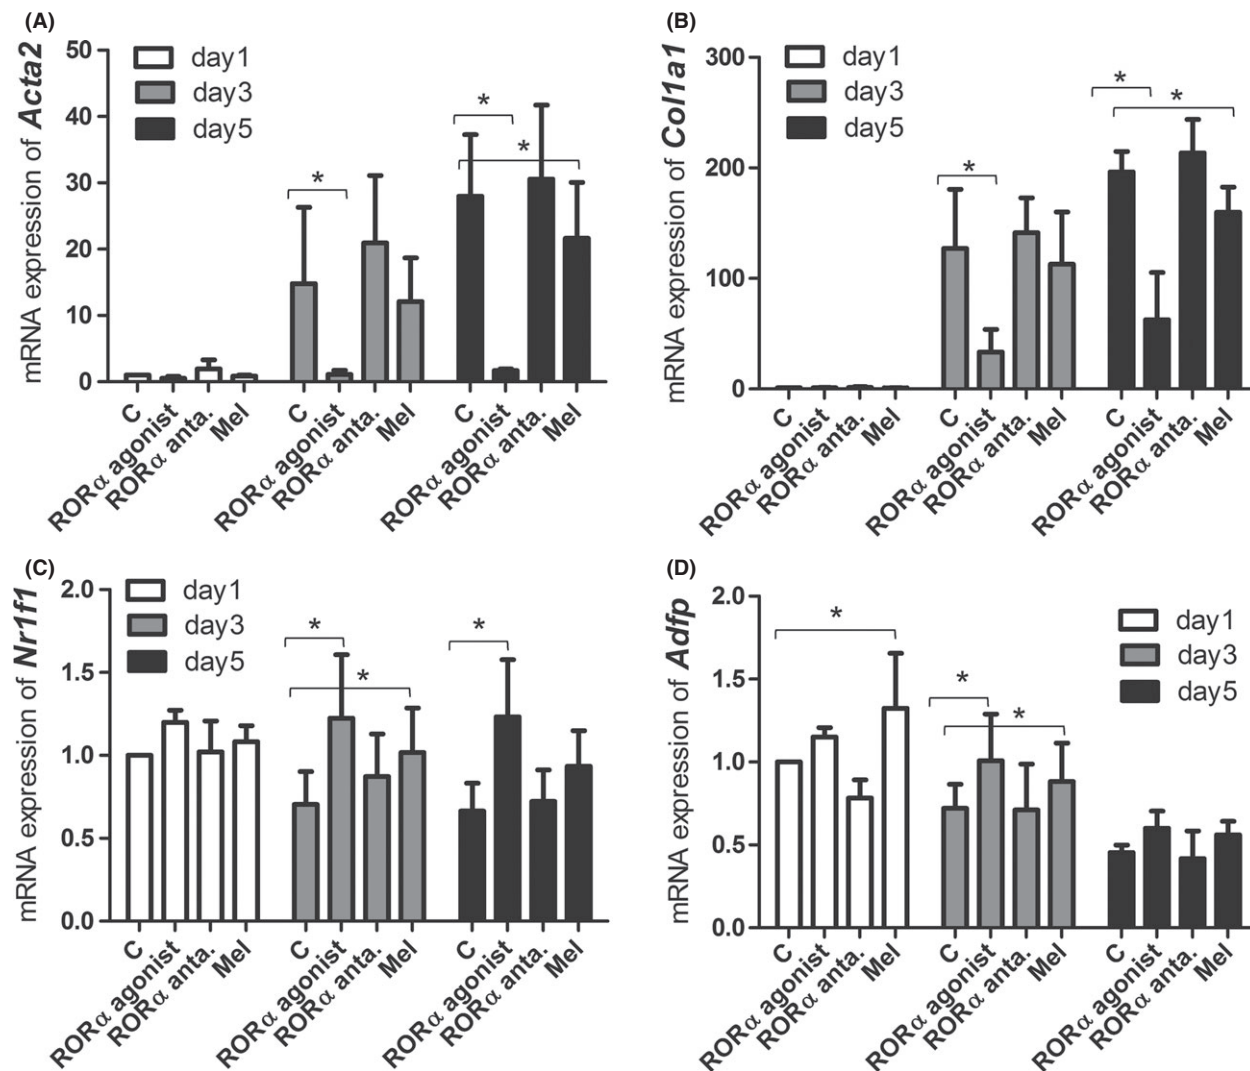 (A)
mRNA expression of Acta2
50
40
30
20
10
0
day1
day3
day5
*
*
*
C
RORα agonist
RORα anta.
Mel
C
RORα agonist
RORα anta.
Mel
C
RORα agonist
RORα anta.
Mel
(B)
mRNA expression of Col1a1
300
200
100
0
day1
day3
day5
*
*
*
C
RORα agonist
RORα anta.
Mel
C
RORα agonist
RORα anta.
Mel
C
RORα agonist
RORα anta.
Mel
(C)
mRNA expression of Nr1f1
2.0
1.5
1.0
0.5
0.0
day1
day3
day5
*
*
*
C
RORα agonist
RORα anta.
Mel
C
RORα agonist
RORα anta.
Mel
C
RORα agonist
RORα anta.
Mel
(D)
mRNA expression of Adfp
2.0
1.5
1.0
0.5
0.0
day1
day3
day5
*
*
*
C
RORα agonist
RORα anta.
Mel
C
RORα agonist
RORα anta.
Mel
C
RORα agonist
RORα anta.
Mel